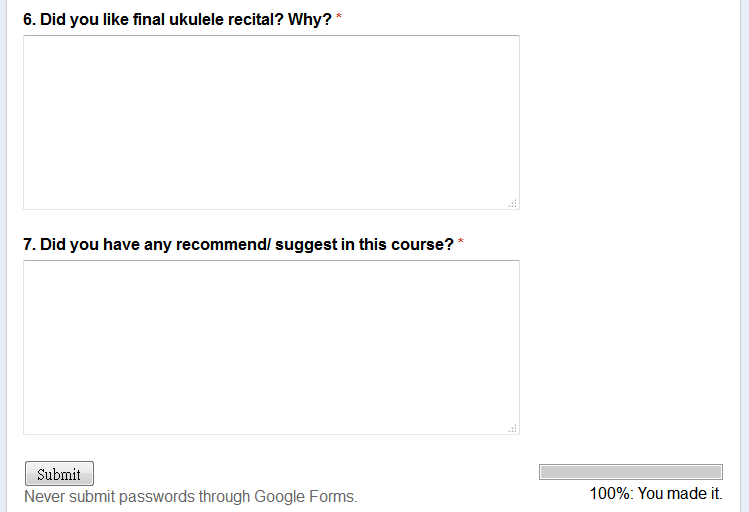 6. Did you like final ukulele recital? Why? *
7. Did you have any recommend/ suggest in this course? *
Submit
Never submit passwords through Google Forms.
100%: You made it.